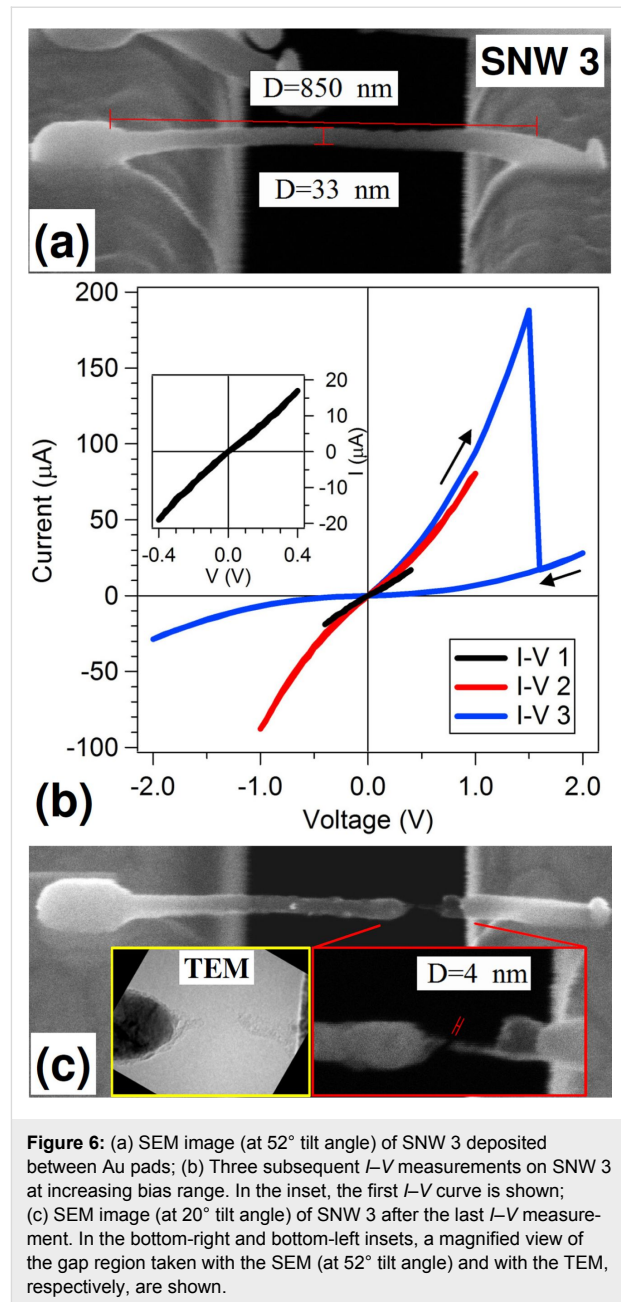 SNW 3
D=850 nm
D=33 nm
(a)
200
150
100
50
0
-50
-100
Current (µA)
20
10
0
-10
-20
I (µA)
-0.4 0.0 0.4
V (V)
I-V 1
I-V 2
I-V 3
-2.0 -1.0 0.0 1.0 2.0
Voltage (V)
(b)
TEM
D=4 nm
(c)
Figure 6: (a) SEM image (at 52° tilt angle) of SNW 3 deposited
between Au pads; (b) Three subsequent I–V measurements on SNW 3
at increasing bias range. In the inset, the first I–V curve is shown;
(c) SEM image (at 20° tilt angle) of SNW 3 after the last I–V measure-
ment. In the bottom-right and bottom-left insets, a magnified view of
the gap region taken with the SEM (at 52° tilt angle) and with the TEM,
respectively, are shown.